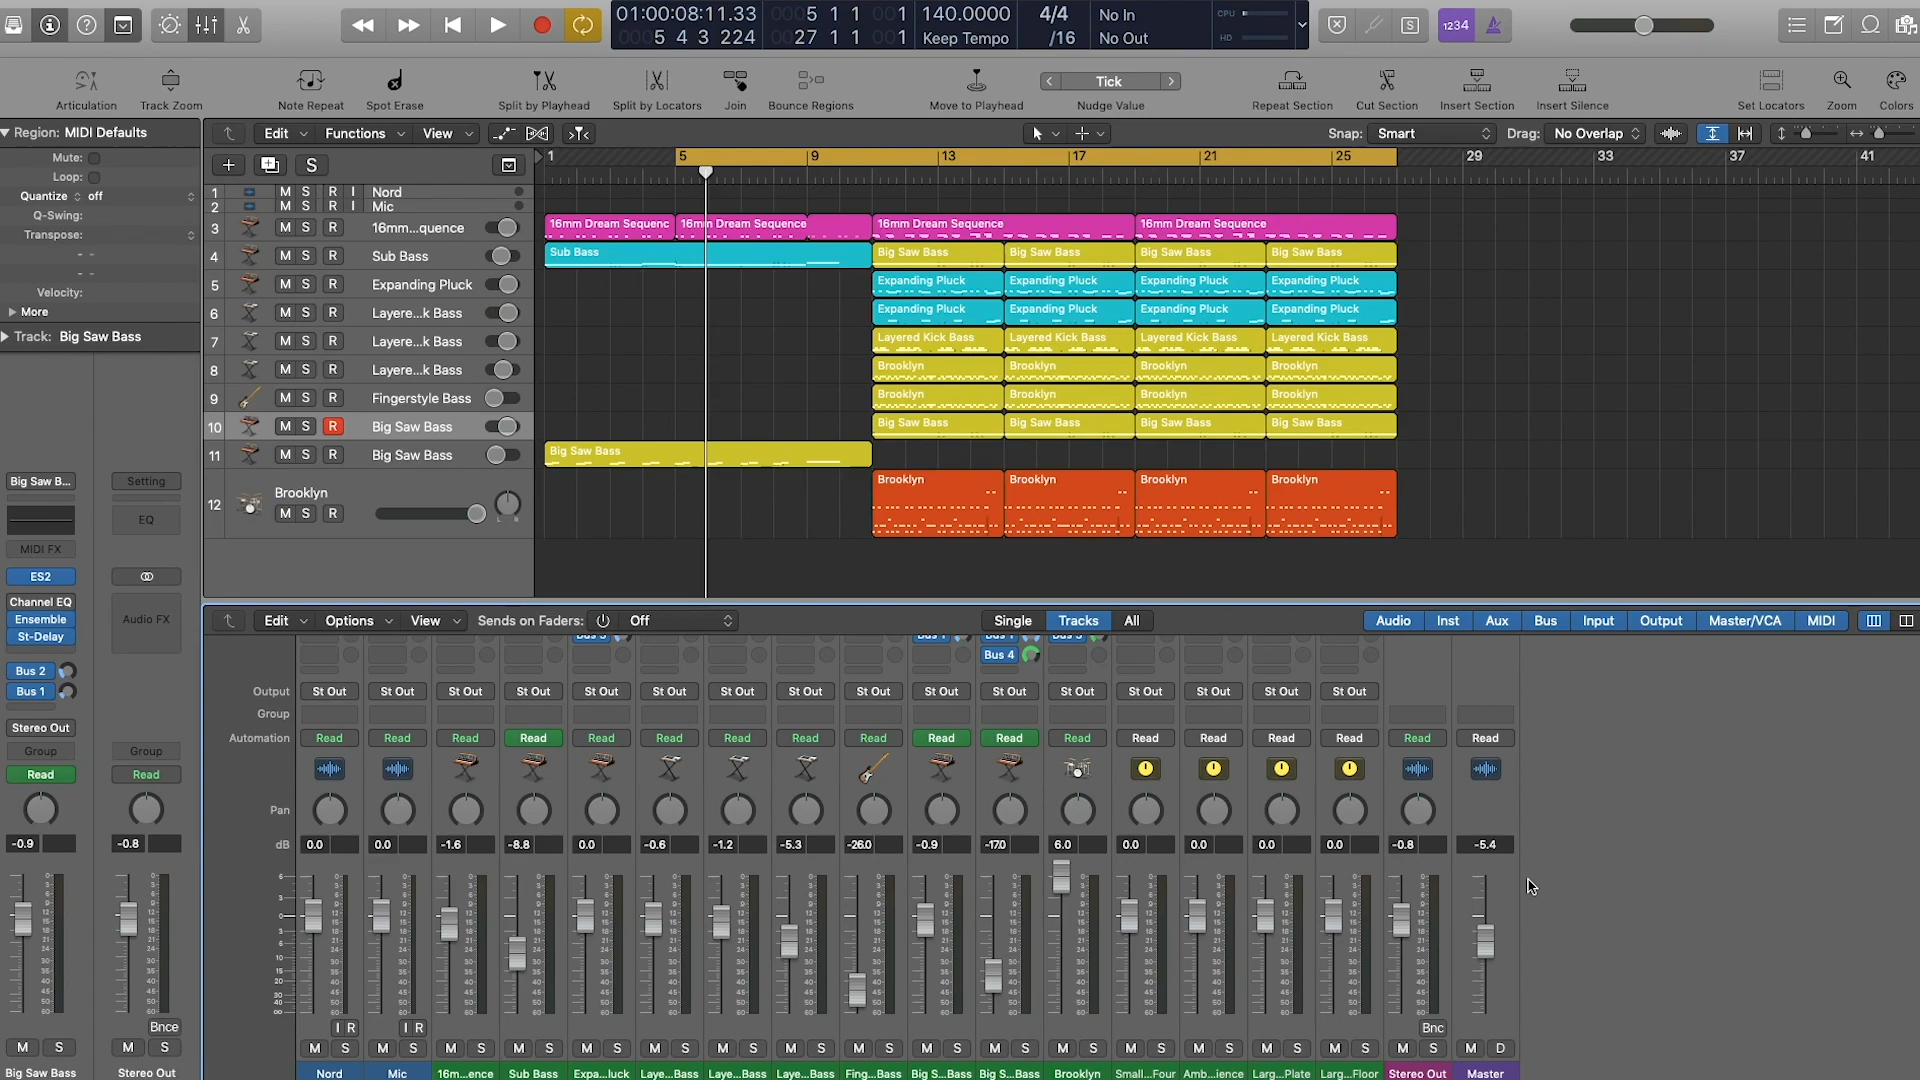 01:00:08:11.33 0005 1 1 001 140.0000 4/4 No In CPU
0005 4 3 224 0027 1 1 001 Keep Tempo /16 No Out HD
1234
Tick
Articulation Track Zoom Note Repeat Spot Erase Split by Playhead Split by Locators Join Bounce Regions Move to Playhead Nudge Value Repeat Section Cut Section Insert Section Insert Silence Set Locators Zoom Colors
Region: MIDI Defaults
Mute:
Loop:
Quantize off
Q-Swing:
Transpose:
Velocity:
More
Track: Big Saw Bass
Edit Functions View Snap: Smart Drag: No Overlap
S 1 5 9 13 17 21 25 29 33 37 41
1 M S R I Nord
2 M S R I Mic
3 M S R 16mm...quence 16mm Dream Sequenc 16mm Dream Sequence 16mm Dream Sequence 16mm Dream Sequence
4 M S R Sub Bass Sub Bass Big Saw Bass Big Saw Bass Big Saw Bass Big Saw Bass
5 M S R Expanding Pluck Expanding Pluck Expanding Pluck Expanding Pluck Expanding Pluck
6 M S R Layere...k Bass Expanding Pluck Expanding Pluck Expanding Pluck Expanding Pluck
7 M S R Layere...k Bass Layered Kick Bass Layered Kick Bass Layered Kick Bass Layered Kick Bass
8 M S R Layere...k Bass Brooklyn Brooklyn Brooklyn Brooklyn
9 M S R Fingerstyle Bass Brooklyn Brooklyn Brooklyn Brooklyn
10 M S R Big Saw Bass Big Saw Bass Big Saw Bass Big Saw Bass Big Saw Bass
11 M S R Big Saw Bass Big Saw Bass
12 Brooklyn Brooklyn Brooklyn Brooklyn Brooklyn
M S R L R
Big Saw B... Setting
EQ
MIDI FX
ES2
Channel EQ
Ensemble Audio FX
St-Delay
Bus 2
Bus 1
Stereo Out
Group Group
Read Read
-0.9 -0.8
Bnce
M S M S
Big Saw Bass Stereo Out
Edit Options View Sends on Faders: Off Single Tracks All Audio Inst Aux Bus Input Output Master/VCA MIDI
Bus 4
Output St Out St Out St Out St Out St Out St Out St Out St Out St Out St Out St Out St Out St Out St Out St Out St Out
Group
Automation Read Read Read Read Read Read Read Read Read Read Read Read Read Read Read Read Read Read
Pan
dB 0.0 0.0 -1.6 -8.8 0.0 -0.6 -1.2 -5.3 -26.0 -0.9 -17.0 6.0 0.0 0.0 0.0 0.0 -0.8 -5.4
I R I R Bnc
M S M S M S M S M S M S M S M S M S M S M S M S M S M S M S M S M S M D
Nord Mic 16m...ence Sub Bass Expa...luck Laye...Bass Laye...Bass Laye...Bass Fing...Bass Big S...Bass Big S...Bass Brooklyn Small...Four Amb...ience Larg...Plate Larg...Floor Stereo Out Master